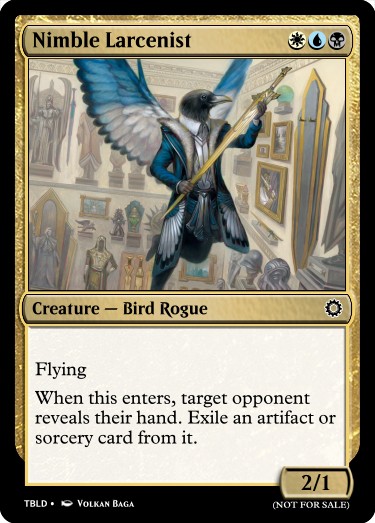 Nimble Larcenist
Creature — Bird Rogue
Flying
When this enters, target opponent
reveals their hand. Exile an artifact or
sorcery card from it.
2/1
TBLD • Volkan Baga
(NOT FOR SALE)